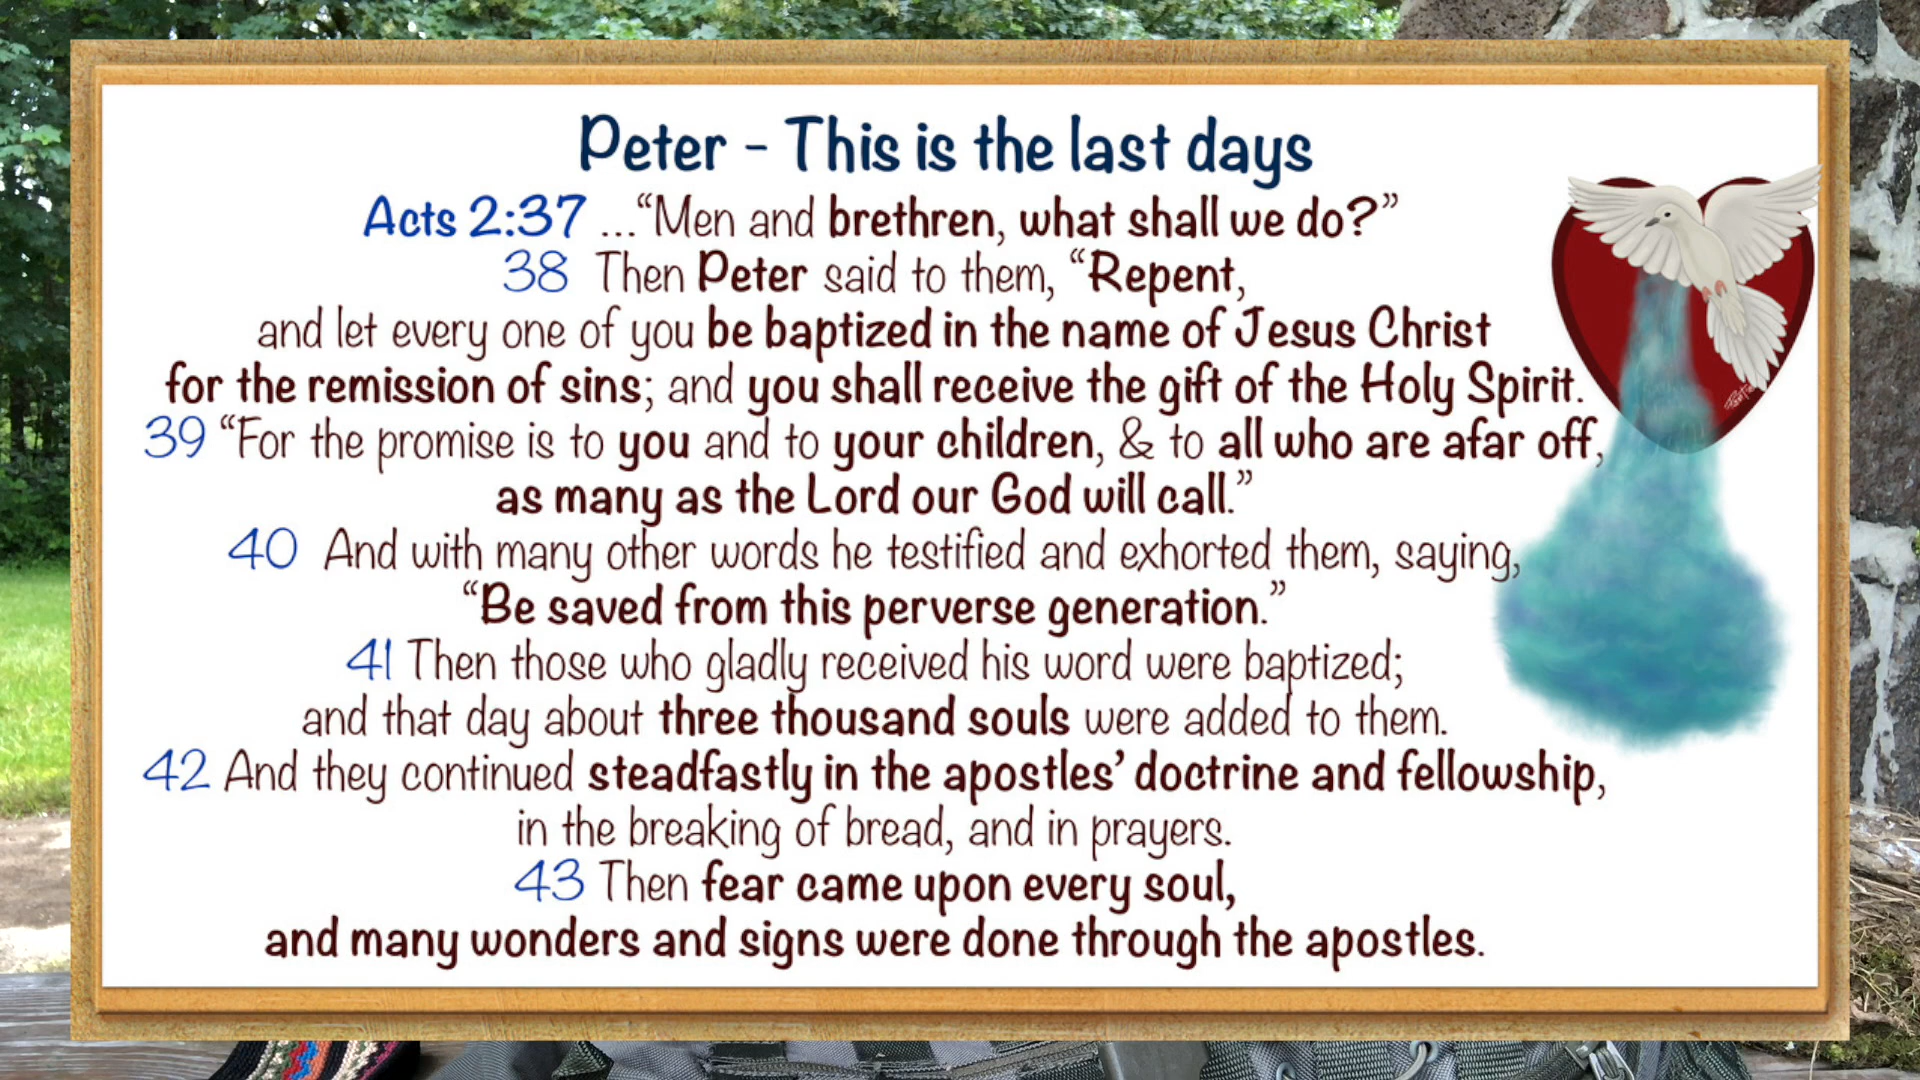 Peter - This is the last days
Acts 2:37 ...“Men and brethren, what shall we do?”
38 Then Peter said to them, “Repent,
and let every one of you be baptized in the name of Jesus Christ
for the remission of sins; and you shall receive the gift of the Holy Spirit.
39 “For the promise is to you and to your children, & to all who are afar off,
as many as the Lord our God will call.”
40 And with many other words he testified and exhorted them, saying,
“Be saved from this perverse generation.”
41 Then those who gladly received his word were baptized;
and that day about three thousand souls were added to them.
42 And they continued steadfastly in the apostles’ doctrine and fellowship,
in the breaking of bread, and in prayers.
43 Then fear came upon every soul,
and many wonders and signs were done through the apostles.